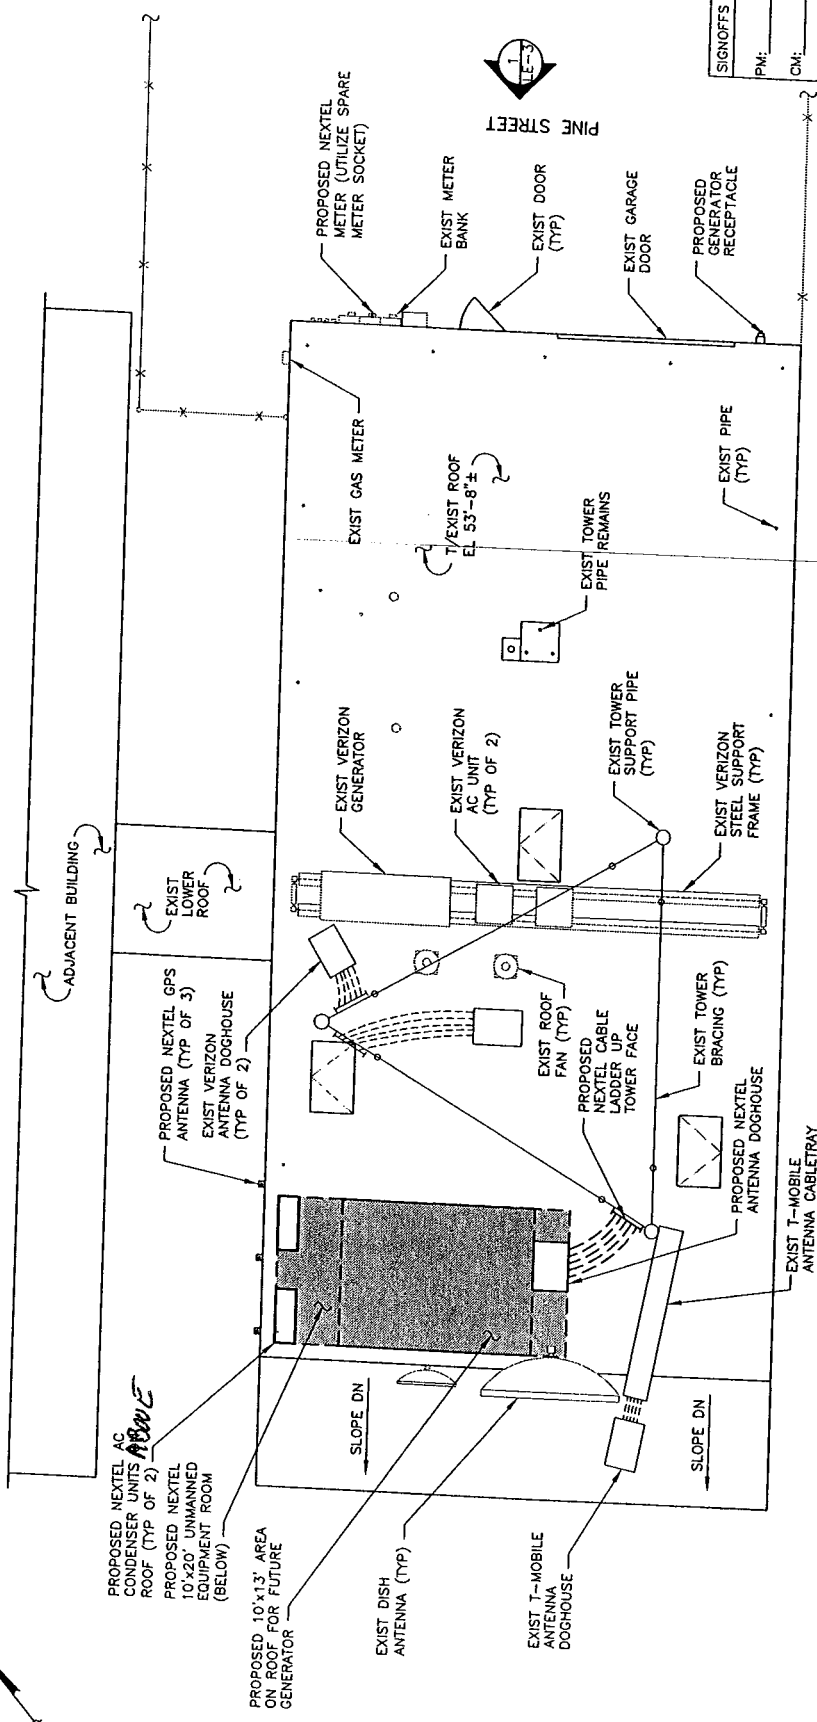 ADJACENT BUILDING
EXIST
LOWER
ROOF
PROPOSED NEXTEL GPS
ANTENNA (TYP OF 3)
EXIST VERIZON
ANTENNA DOGHOUSE
(TYP OF 2)
PROPOSED NEXTEL AC
CONDENSER UNITS ABOVE
ROOF (TYP OF 2)
PROPOSED NEXTEL
10'x20' UNMANNED
EQUIPMENT ROOM
(BELOW)
PROPOSED 10'x13' AREA
ON ROOF FOR FUTURE
GENERATOR
SLOPE DN
EXIST DISH
ANTENNA (TYP)
EXIST T-MOBILE
ANTENNA
DOGHOUSE
SLOPE DN
PROPOSED NEXTEL
METER (UTILIZE SPARE
METER SOCKET)
EXIST METER
BANK
EXIST DOOR
(TYP)
EXIST GARAGE
DOOR
PROPOSED
GENERATOR
RECEPTACLE
PINE STREET
1
LE-3
SIGNOFFS
PM:
CM:
EXIST GAS METER
T/EXIST ROOF
EL 53'-8"±
EXIST TOWER
PIPE REMAINS
EXIST PIPE
(TYP)
EXIST VERIZON
GENERATOR
EXIST VERIZON
AC UNIT
(TYP OF 2)
EXIST TOWER
SUPPORT PIPE
(TYP)
EXIST VERIZON
STEEL SUPPORT
FRAME (TYP)
EXIST ROOF
FAN (TYP)
PROPOSED
NEXTEL CABLE
LADDER UP
TOWER FACE
EXIST TOWER
BRACING (TYP)
PROPOSED NEXTEL
ANTENNA DOGHOUSE
EXIST T-MOBILE
ANTENNA CABLETRAY